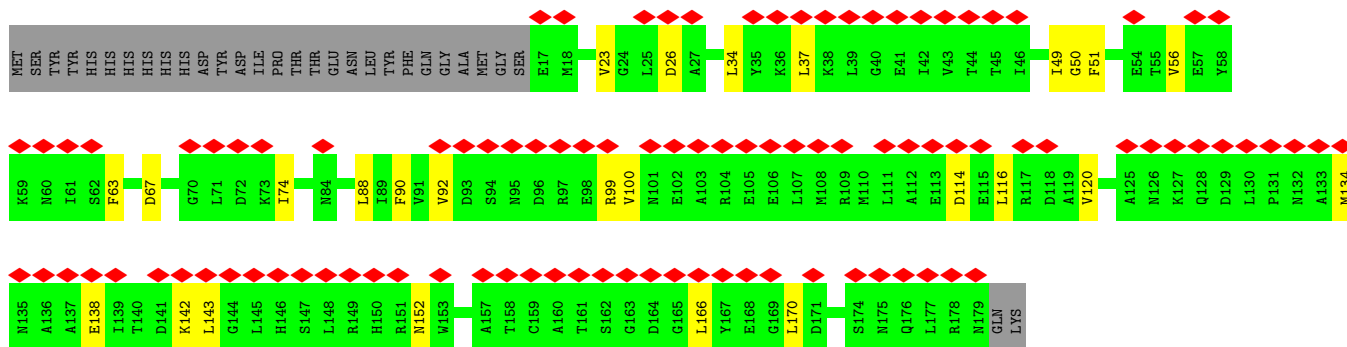 MET SER TYR TYR HIS HIS HIS HIS HIS HIS ASP TYR ASP ILE PRO THR THR GLU ASN LEU TYR PHE GLN GLY ALA MET GLY SER E17 M18 V23 G24 L25 D26 A27 L34 Y35 K36 L37 K38 L39 G40 E41 I42 V43 T44 T45 I46 I49 G50 F51 E54 T55 V56 E57 Y58
K59 N60 I61 S62 F63 D67 G70 L71 D72 K73 I74 N84 L88 I89 F90 V91 V92 D93 S94 N95 D96 R97 E98 R99 V100 N101 E102 A103 R104 E105 E106 L107 M108 R109 M110 L111 A112 E113 D114 E115 L116 R117 D118 A119 V120 A125 N126 K127 Q128 D129 L130 P131 N132 A133 M134
N135 A136 A137 E138 I139 T140 D141 K142 L143 G144 L145 H146 S147 L148 R149 H150 R151 N152 W153 A157 T158 C159 A160 T161 S162 G163 D164 G165 L166 Y167 E168 G169 L170 D171 S174 N175 Q176 L177 R178 N179 GLN LYS